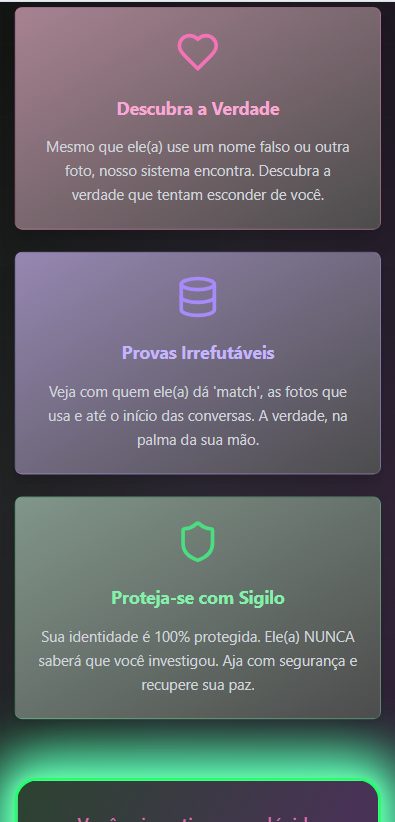 Descubra a Verdade
Mesmo que ele(a) use um nome falso ou outra
foto, nosso sistema encontra. Descubra a
verdade que tentam esconder de você.
Provas Irrefutáveis
Veja com quem ele(a) dá 'match', as fotos que
usa e até o início das conversas. A verdade, na
palma da sua mão.
Proteja-se com Sigilo
Sua identidade é 100% protegida. Ele(a) NUNCA
saberá que você investigou. Aja com segurança e
recupere sua paz.